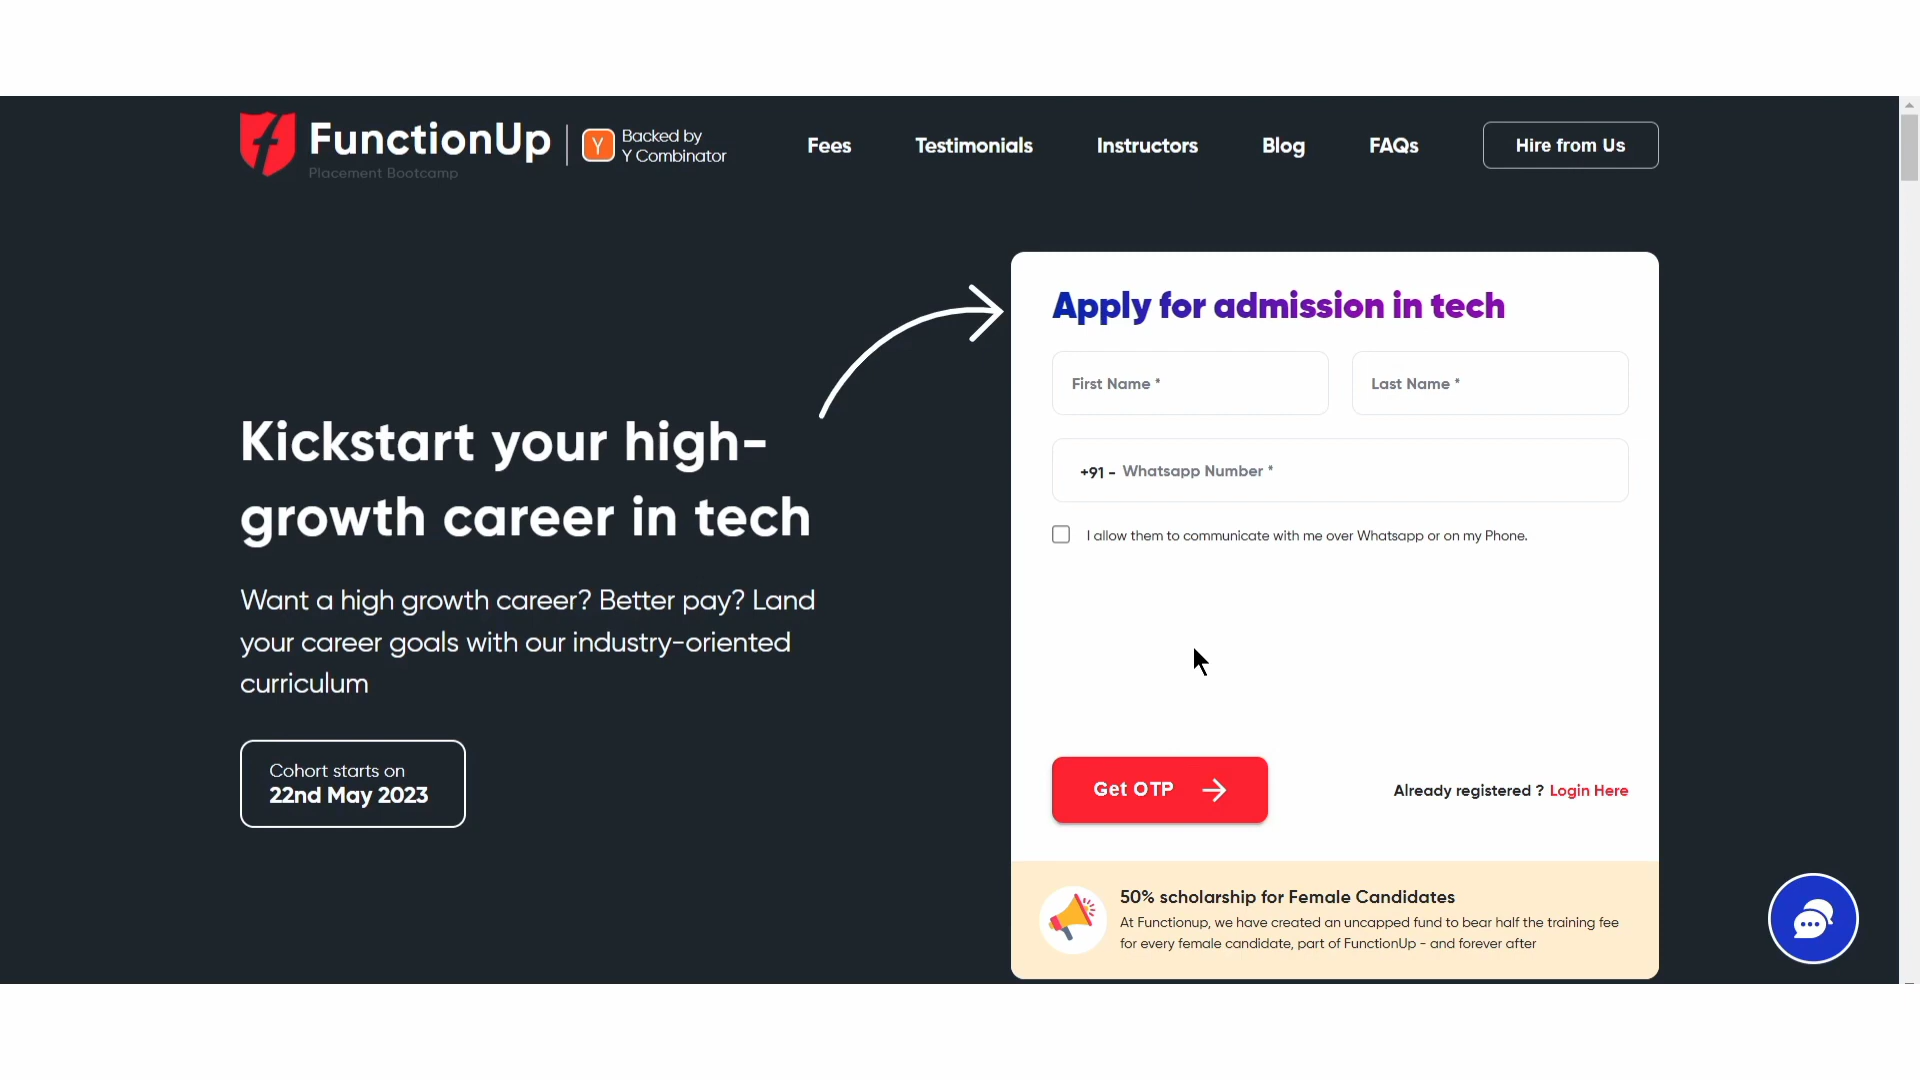 FunctionUp
Placement Bootcamp
Y
Backed by
Y Combinator
Fees
Testimonials
Instructors
Blog
FAQs
Hire from Us
Kickstart your high-
growth career in tech
Want a high growth career? Better pay? Land
your career goals with our industry-oriented
curriculum
Cohort starts on
22nd May 2023
Apply for admission in tech
First Name *
Last Name *
+91 - Whatsapp Number *
I allow them to communicate with me over Whatsapp or on my Phone.
Get OTP
Already registered ? Login Here
50% scholarship for Female Candidates
At Functionup, we have created an uncapped fund to bear half the training fee
for every female candidate, part of FunctionUp - and forever after